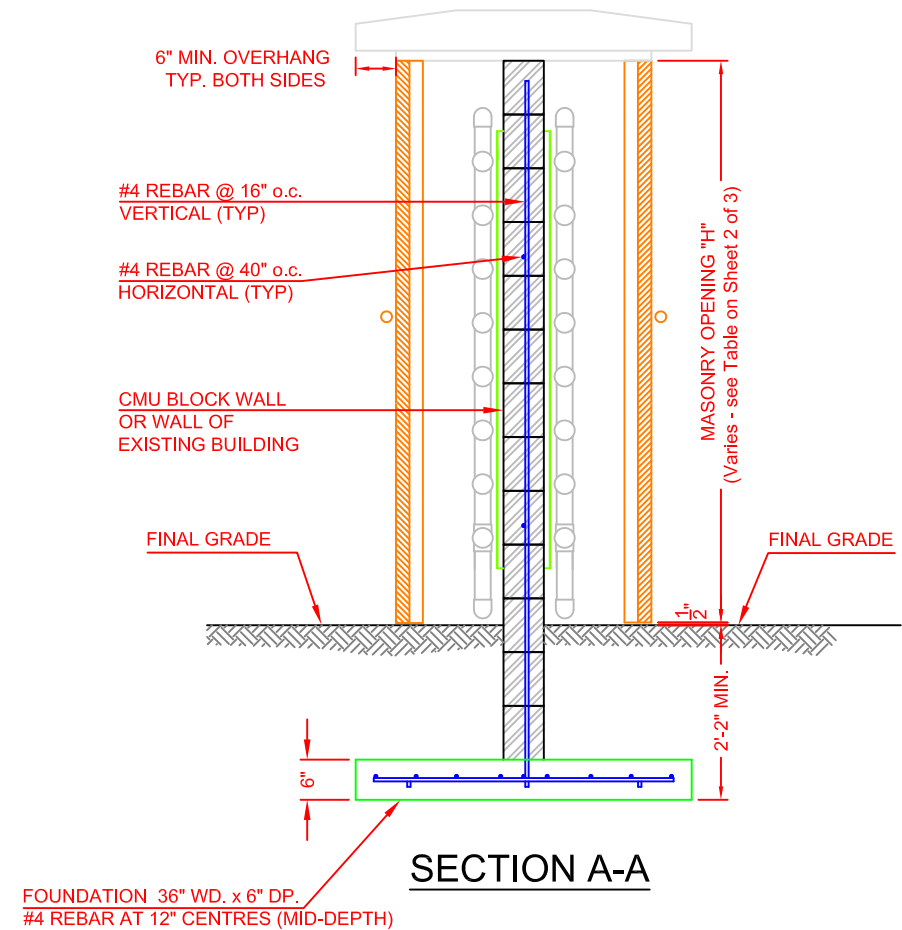 6" MIN. OVERHANG
TYP. BOTH SIDES
#4 REBAR @ 16" o.c.
VERTICAL (TYP)
#4 REBAR @ 40" o.c.
HORIZONTAL (TYP)
CMU BLOCK WALL
OR WALL OF
EXISTING BUILDING
MASONRY OPENING "H"
(Varies - see Table on Sheet 2 of 3)
FINAL GRADE
FINAL GRADE
1/2"
2'-2" MIN.
6"
SECTION A-A
FOUNDATION 36" WD. x 6" DP.
#4 REBAR AT 12" CENTRES (MID-DEPTH)